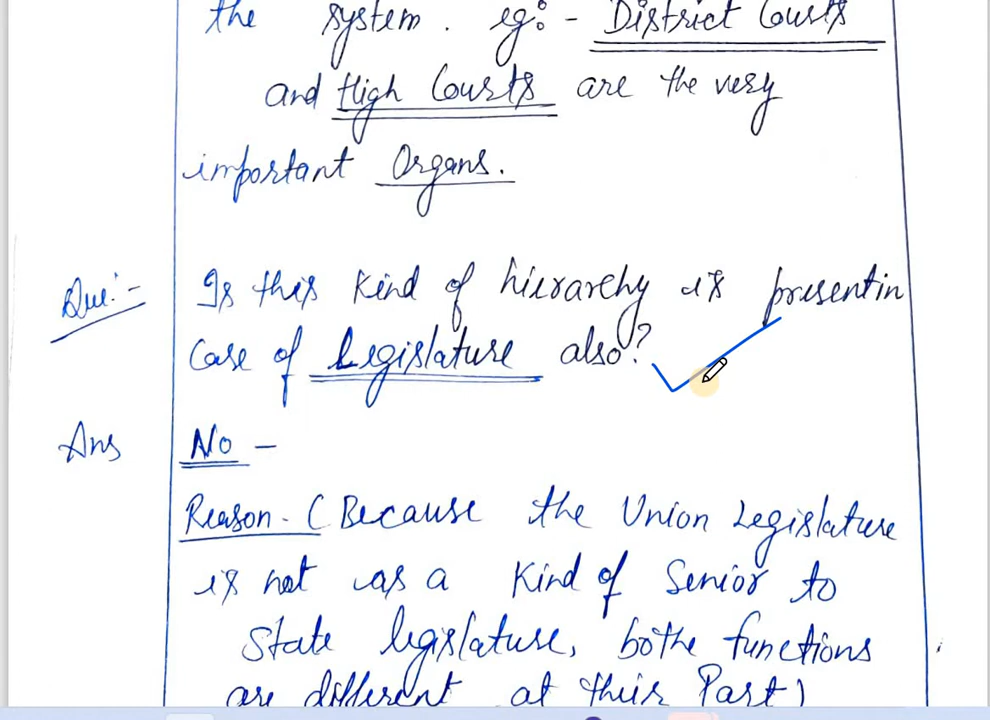 the system. eg:- District Courts
and High Courts are the very
important Organs.
Que:- Is this kind of hierarchy is present in
Case of Legislature also?
Ans No -
Reason- (Because the Union Legislature
is not as a kind of Senior to
State legislature, bothe functions
are different at their Part)